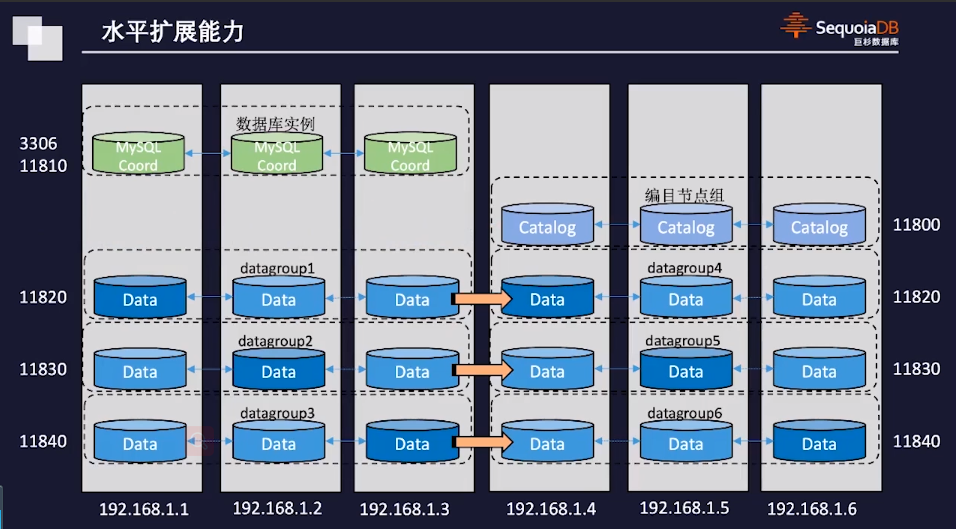 水平扩展能力
SequoiaDB
巨杉数据库
数据库实例
3306
11810
MySQL
Coord
MySQL
Coord
MySQL
Coord
编目节点组
Catalog
Catalog
Catalog
11800
datagroup1
datagroup4
11820
Data
Data
Data
Data
Data
Data
11820
datagroup2
datagroup5
11830
Data
Data
Data
Data
Data
Data
11830
datagroup3
datagroup6
11840
Data
Data
Data
Data
Data
Data
11840
192.168.1.1
192.168.1.2
192.168.1.3
192.168.1.4
192.168.1.5
192.168.1.6